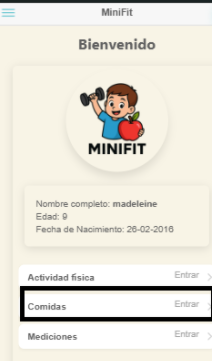 MiniFit
Bienvenido
MINIFIT
Nombre completo: madeleine
Edad: 9
Fecha de Nacimiento: 26-02-2016
Actividad fisica Entrar
Comidas Entrar
Mediciones Entrar